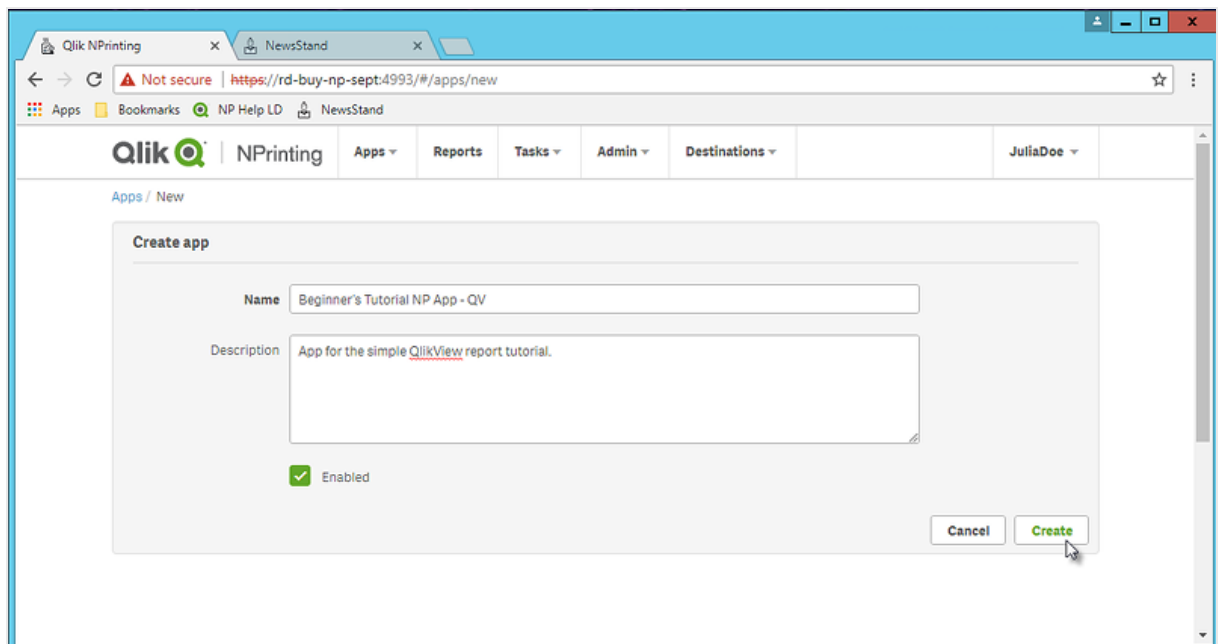 Qlik NPrinting
NewsStand
Not secure | https://rd-buy-np-sept:4993/#/apps/new
Apps Bookmarks NP Help LD NewsStand
Qlik NPrinting Apps Reports Tasks Admin Destinations JuliaDoe
Apps / New
Create app
Name Beginner's Tutorial NP App - QV
Description App for the simple QlikView report tutorial.
Enabled
Cancel Create